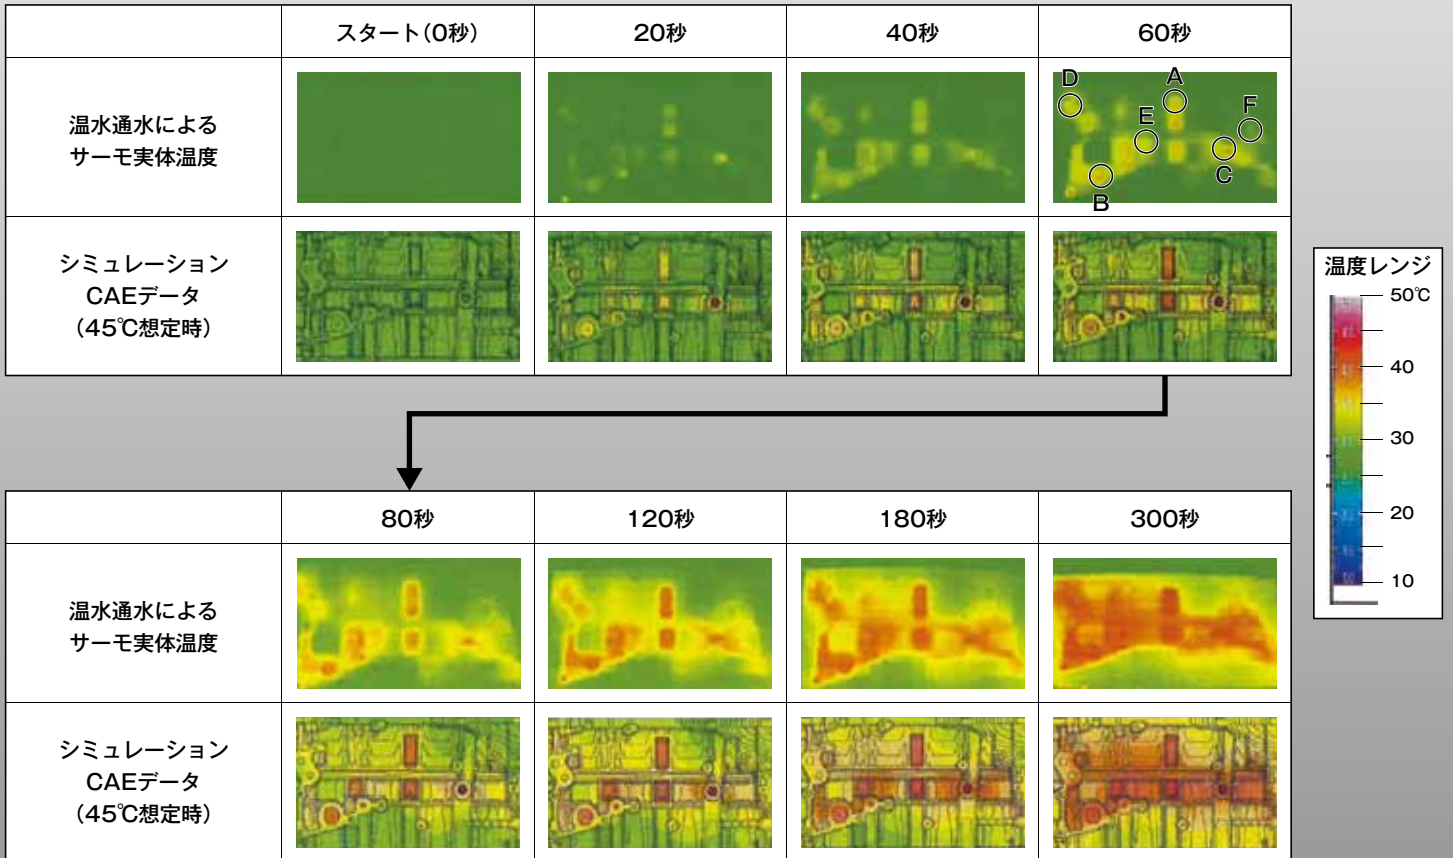 スタート(0秒)
20秒
40秒
60秒
温水通水による
サーモ実体温度
D
A
E
F
C
B
シミュレーション
CAEデータ
(45℃想定時)
温度レンジ
50℃
40
30
20
10
80秒
120秒
180秒
300秒
温水通水による
サーモ実体温度
シミュレーション
CAEデータ
(45℃想定時)